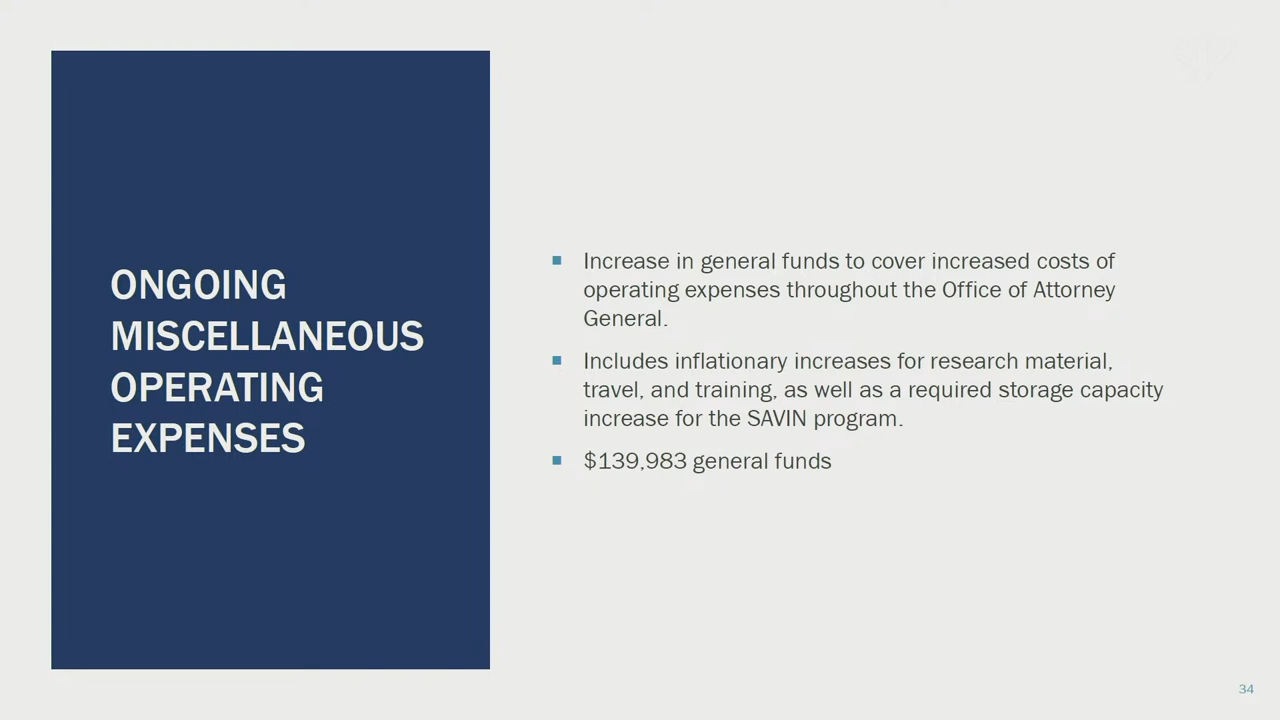 ONGOING
MISCELLANEOUS
OPERATING
EXPENSES
■ Increase in general funds to cover increased costs of
operating expenses throughout the Office of Attorney
General.
■ Includes inflationary increases for research material,
travel, and training, as well as a required storage capacity
increase for the SAVIN program.
■ $139,983 general funds
34